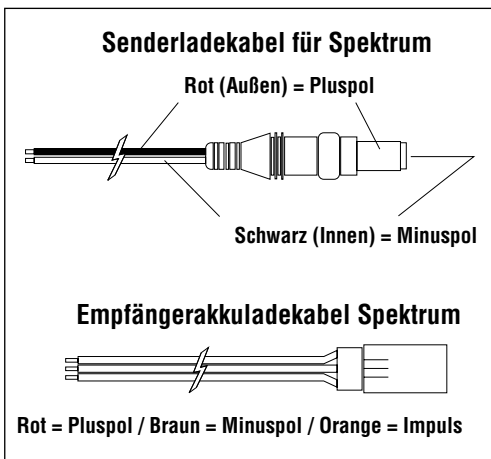 Senderladekabel für Spektrum
Rot (Außen) = Pluspol
Schwarz (Innen) = Minuspol
Empfängerakkuladekabel Spektrum
Rot = Pluspol / Braun = Minuspol / Orange = Impuls